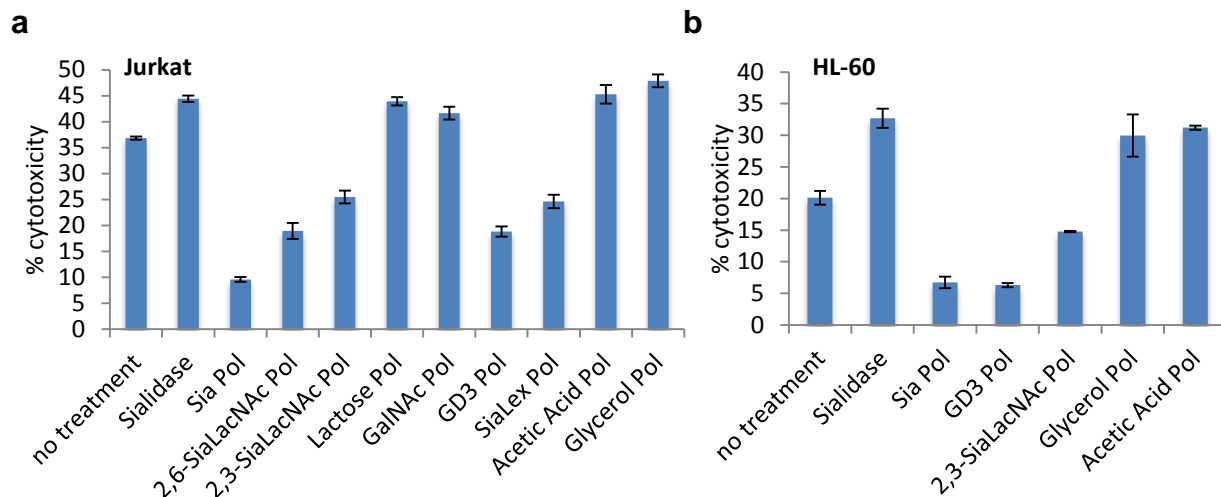 a
Jurkat
% cytotoxicity
50
45
40
35
30
25
20
15
10
5
0
no treatment
Sialidase
Sia Pol
2,6-SiaLacNAc Pol
2,3-SiaLacNAc Pol
Lactose Pol
GalNAc Pol
GD3 Pol
SiaLex Pol
Acetic Acid Pol
Glycerol Pol
b
HL-60
% cytotoxicity
40
35
30
25
20
15
10
5
0
no treatment
Sialidase
Sia Pol
GD3 Pol
2,3-SiaLacNAc Pol
Glycerol Pol
Acetic Acid Pol